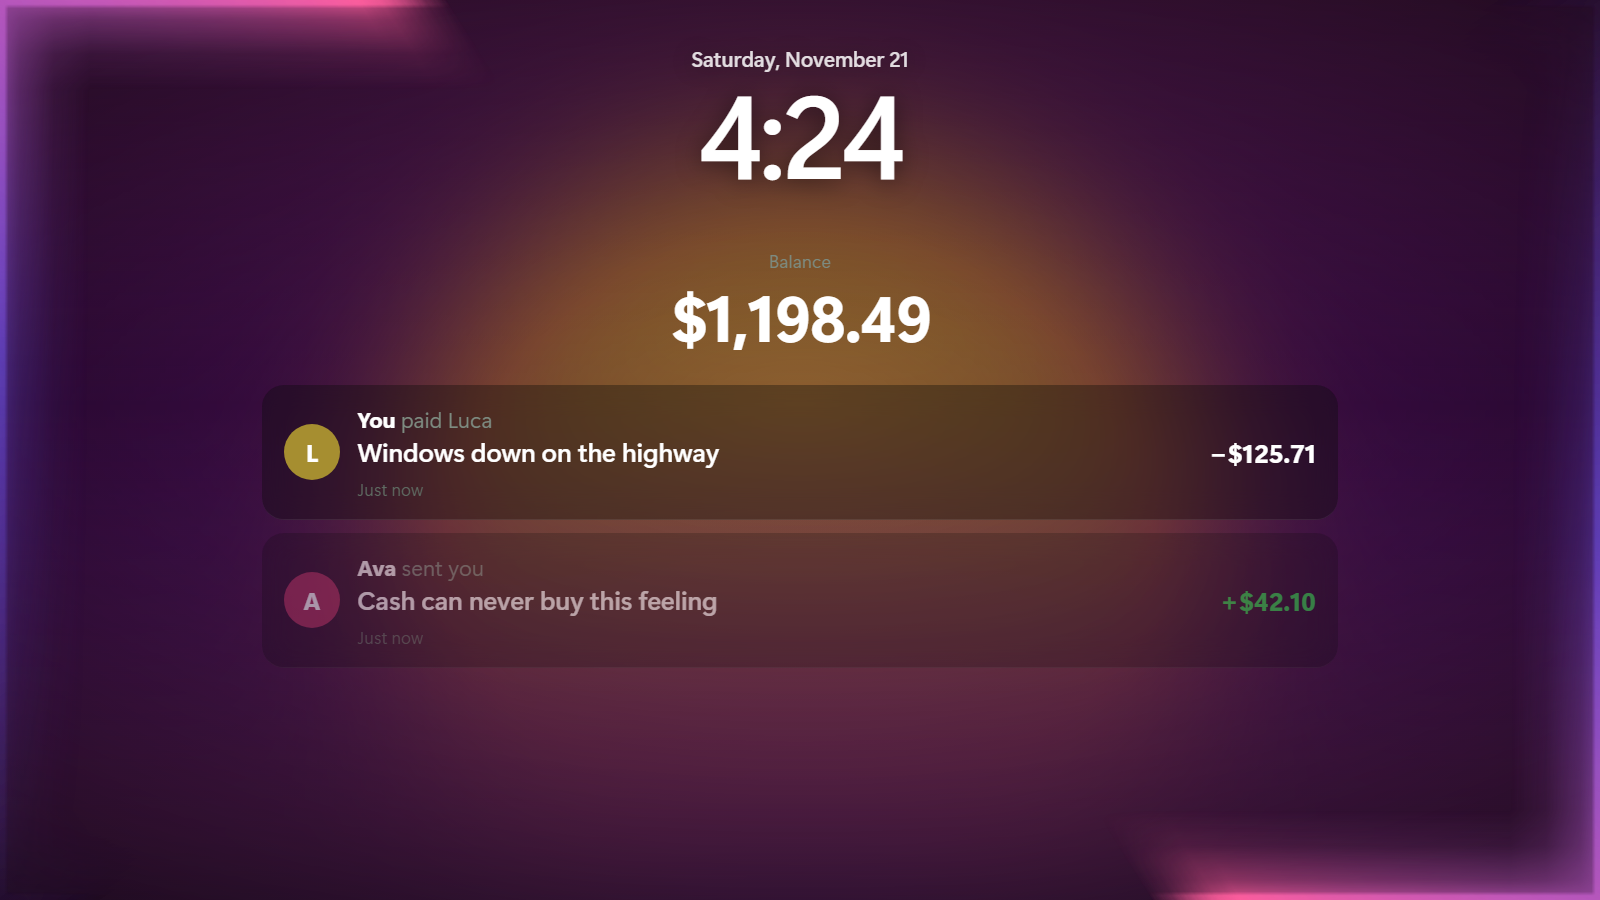 Saturday, November 21
4:24
Balance
$1,198.49
L
You paid Luca
Windows down on the highway
Just now
−$125.71
A
Ava sent you
Cash can never buy this feeling
Just now
+$42.10